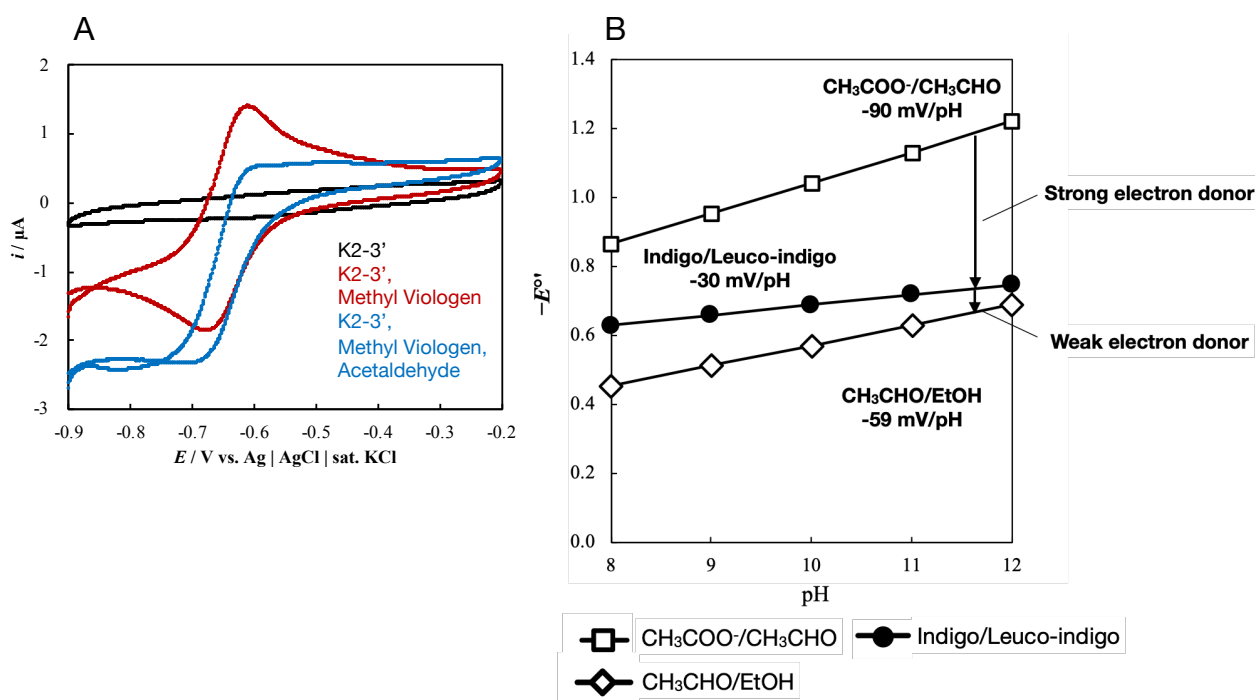 A
2
1
0
-1
-2
-3
i / μA
-0.9
-0.8
-0.7
-0.6
-0.5
-0.4
-0.3
-0.2
E / V vs. Ag | AgCl | sat. KCl
K2-3’
K2-3’,
Methyl Viologen
K2-3’,
Methyl Viologen,
Acetaldehyde
B
1.4
1.2
1.0
0.8
0.6
0.4
0.2
0.0
−E°'
8
9
10
11
12
pH
CH₃COO⁻/CH₃CHO
-90 mV/pH
Strong electron donor
Indigo/Leuco-indigo
-30 mV/pH
Weak electron donor
CH₃CHO/EtOH
-59 mV/pH
CH₃COO⁻/CH₃CHO
Indigo/Leuco-indigo
CH₃CHO/EtOH